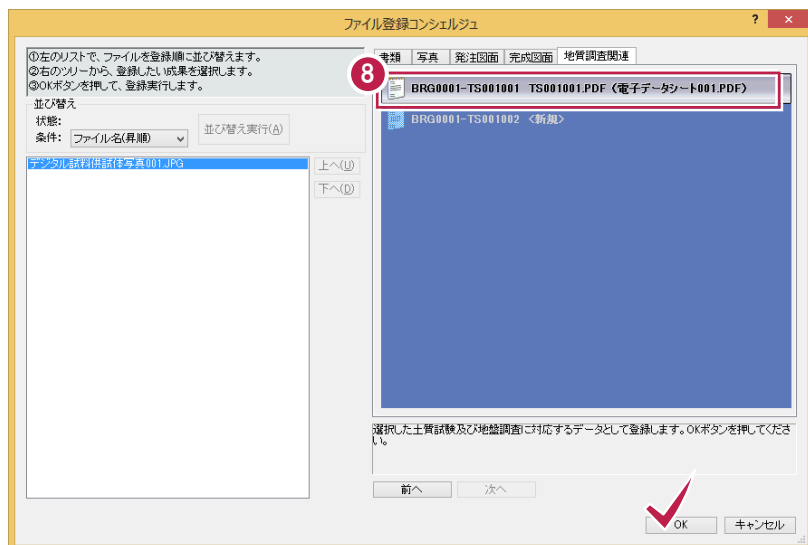 ファイル登録コンシェルジュ
? ×
①左のリストで、ファイルを登録順に並び替えます。
②右のツリーから、登録したい成果を選択します。
③OKボタンを押して、登録実行します。
並び替え
状態:
条件: ファイル名(昇順)
並び替え実行(A)
デジタル試料供試体写真001.JPG
上へ(U)
下へ(D)
書類 写真 発注図面 完成図面 地質調査関連
8
BRG0001-TS001001 TS001001.PDF (電子データシート001.PDF)
BRG0001-TS001002 <新規>
選択した土質試験及び地盤調査に対応するデータとして登録します。OKボタンを押してくださ
い。
前へ 次へ
OK キャンセル